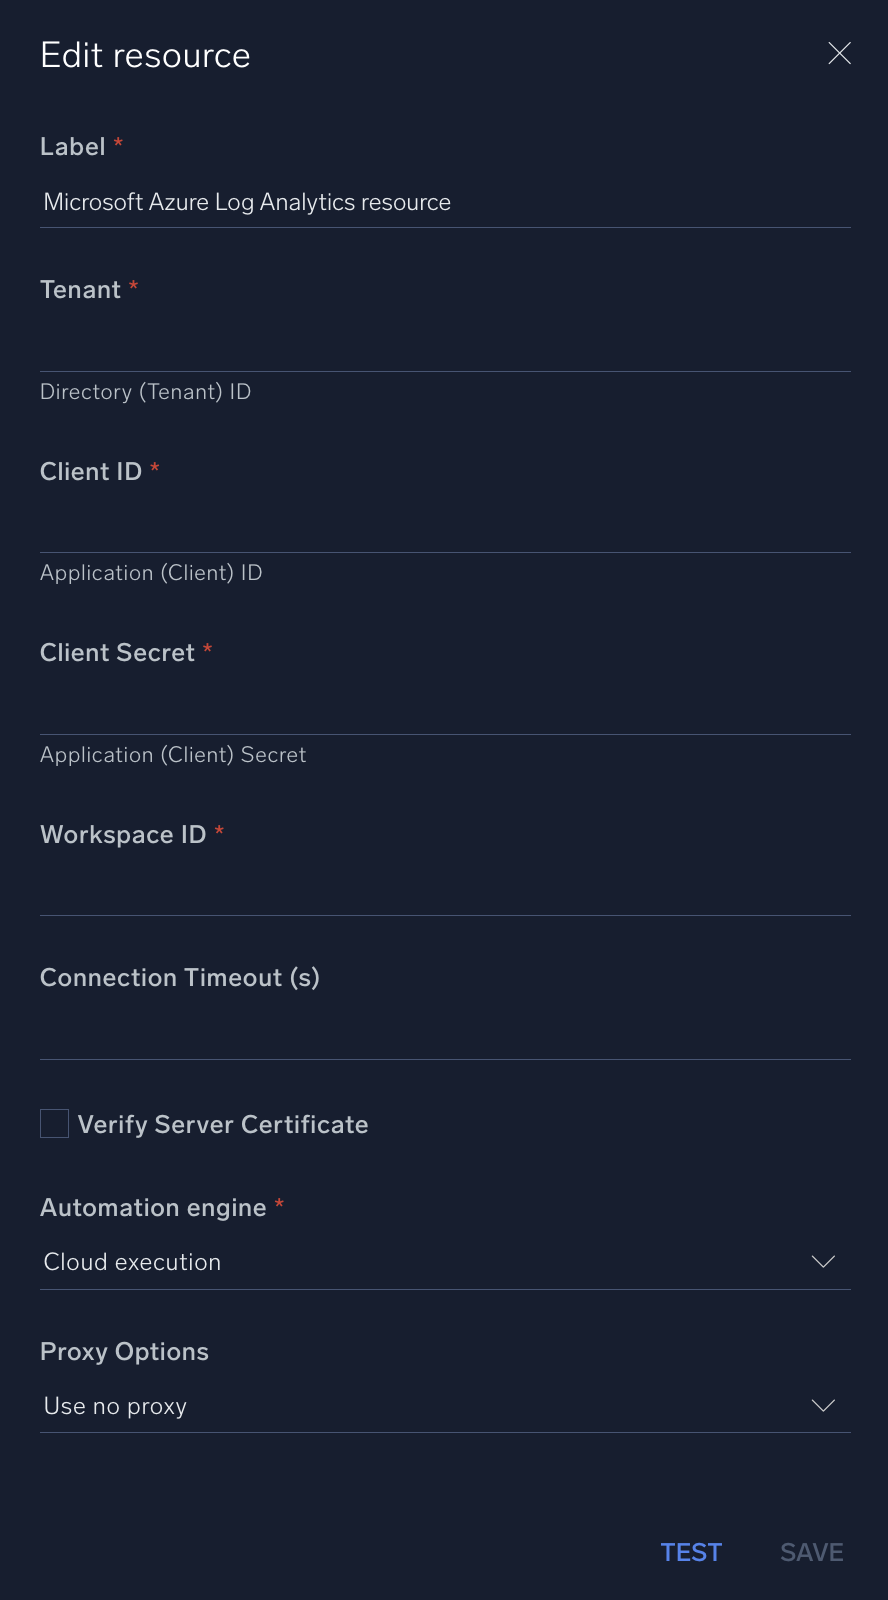 Edit resource
Label *
Microsoft Azure Log Analytics resource
Tenant *
Directory (Tenant) ID
Client ID *
Application (Client) ID
Client Secret *
Application (Client) Secret
Workspace ID *
Connection Timeout (s)
Verify Server Certificate
Automation engine *
Cloud execution
Proxy Options
Use no proxy
TEST SAVE